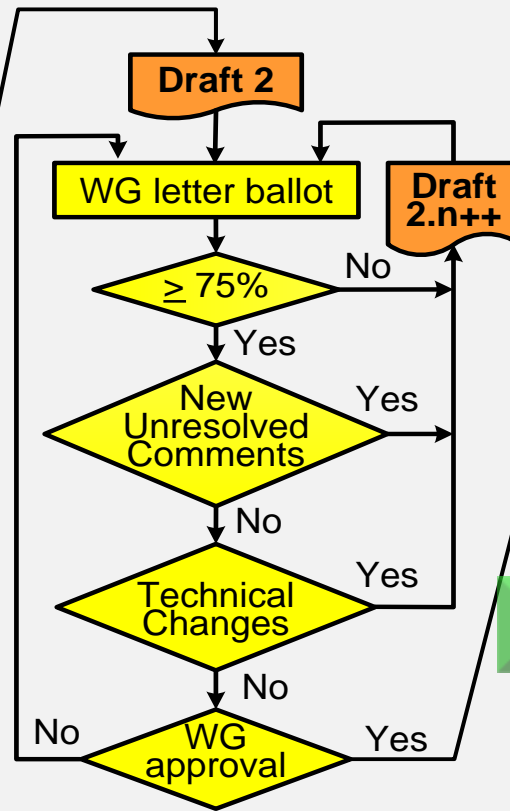 Draft 2
WG letter ballot
Draft
2.n++
≥ 75%
No
Yes
New
Unresolved
Comments
Yes
No
Technical
Changes
Yes
No
WG
approval
No
Yes